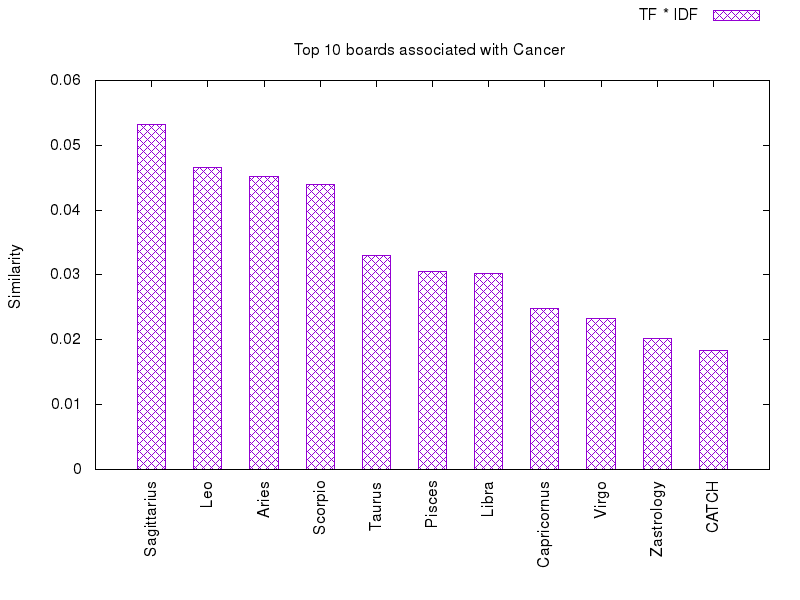 TF * IDF
Top 10 boards associated with Cancer
0.06
0.05
0.04
0.03
0.02
0.01
0
Similarity
Sagittarius
Leo
Aries
Scorpio
Taurus
Pisces
Libra
Capricornus
Virgo
Zastrology
CATCH